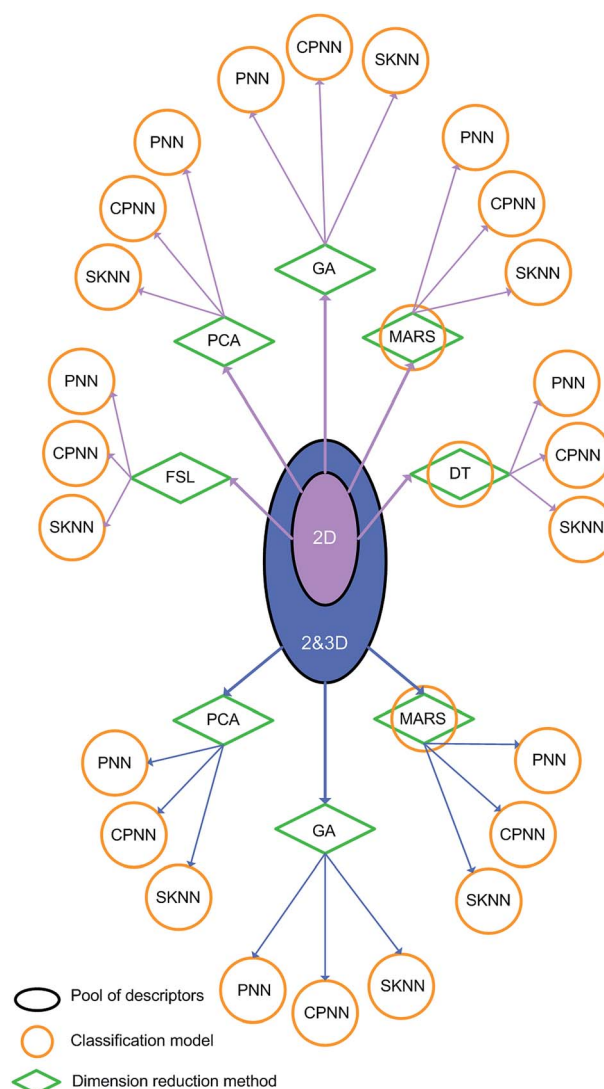 CPNN
PNN
SKNN
PNN
PNN
CPNN
CPNN
SKNN
SKNN
GA
PCA
MARS
PNN
PNN
CPNN
FSL
DT
CPNN
SKNN
SKNN
2D
2&3D
PCA
MARS
PNN
PNN
CPNN
GA
CPNN
SKNN
SKNN
PNN
CPNN
SKNN
Pool of descriptors
Classification model
Dimension reduction method